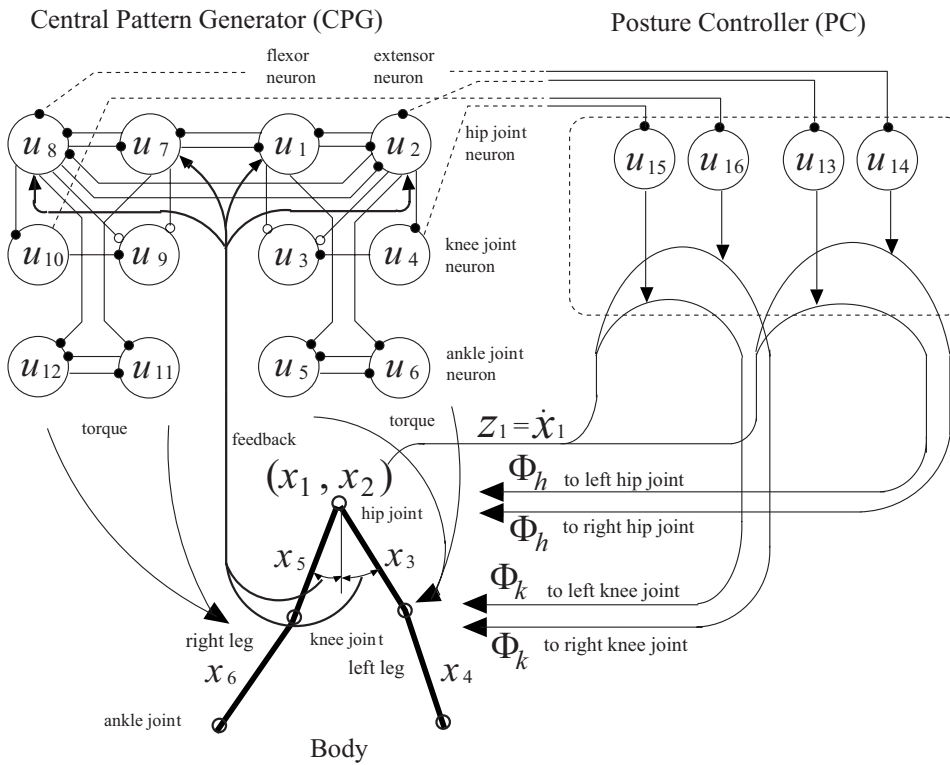 Central Pattern Generator (CPG)
Posture Controller (PC)
flexor
neuron
extensor
neuron
u8
u7
u1
u2
hip joint
neuron
u15
u16
u13
u14
u10
u9
u3
u4
knee joint
neuron
u12
u11
u5
u6
ankle joint
neuron
torque
feedback
torque
z1 = ẋ1
(x1 , x2)
hip joint
Φh to left hip joint
Φh to right hip joint
x5
x3
Φk to left knee joint
Φk to right knee joint
right leg
knee joint
left leg
x6
x4
ankle joint
Body